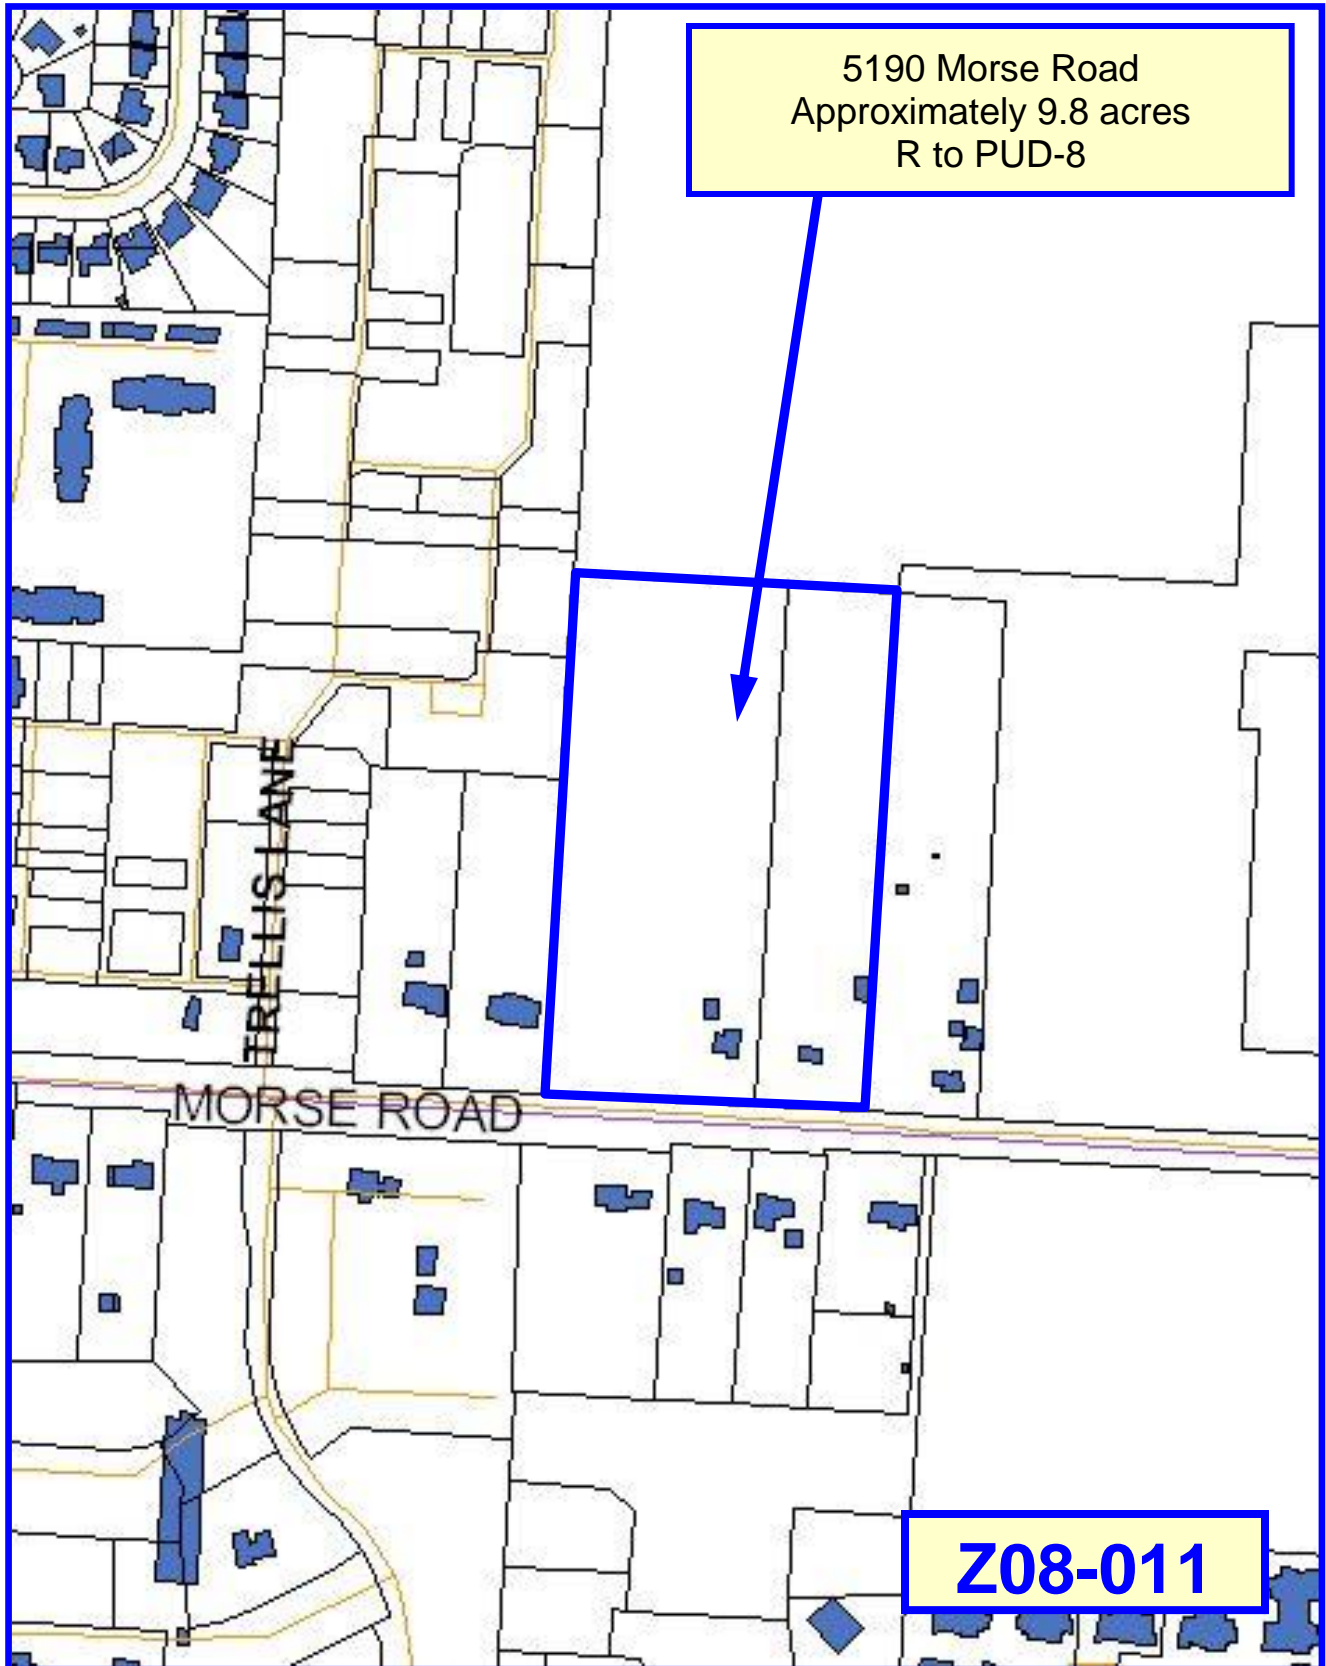 5190 Morse Road
Approximately 9.8 acres
R to PUD-8
TRELLIS LANE
MORSE ROAD
Z08-011